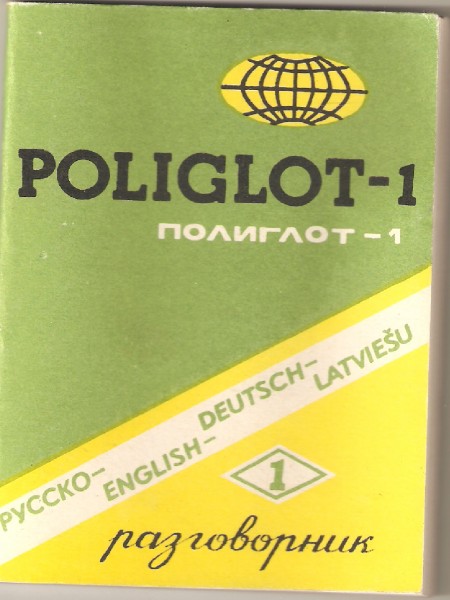 POLIGLOT-1
ПОЛИГЛОТ-1
РУССКО-
ENGLISH-
DEUTSCH-
LATVIEŠU
1
разговорник